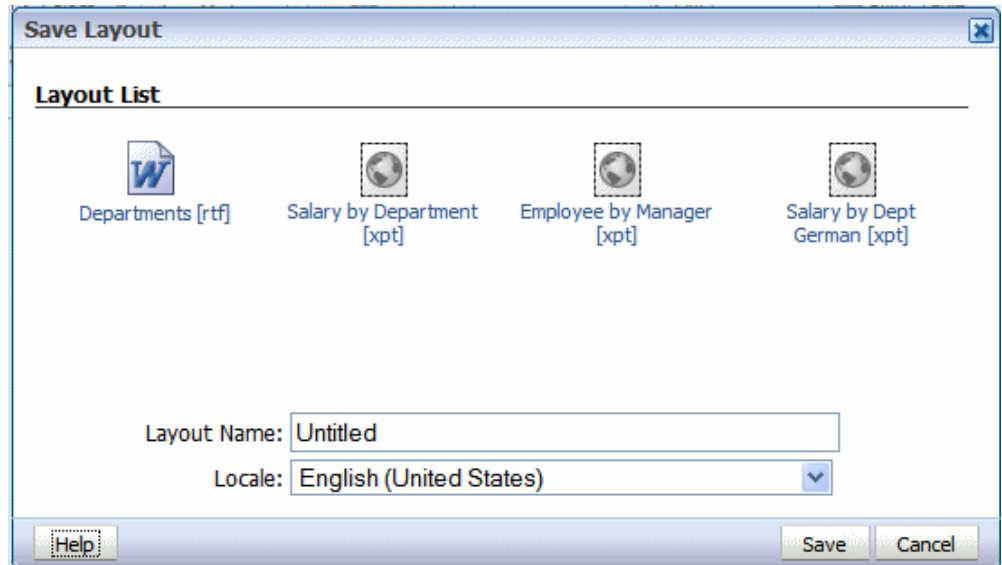 Save Layout
Layout List
Departments [rtf]
Salary by Department
[xpt]
Employee by Manager
[xpt]
Salary by Dept
German [xpt]
Layout Name: Untitled
Locale: English (United States)
Help Save Cancel